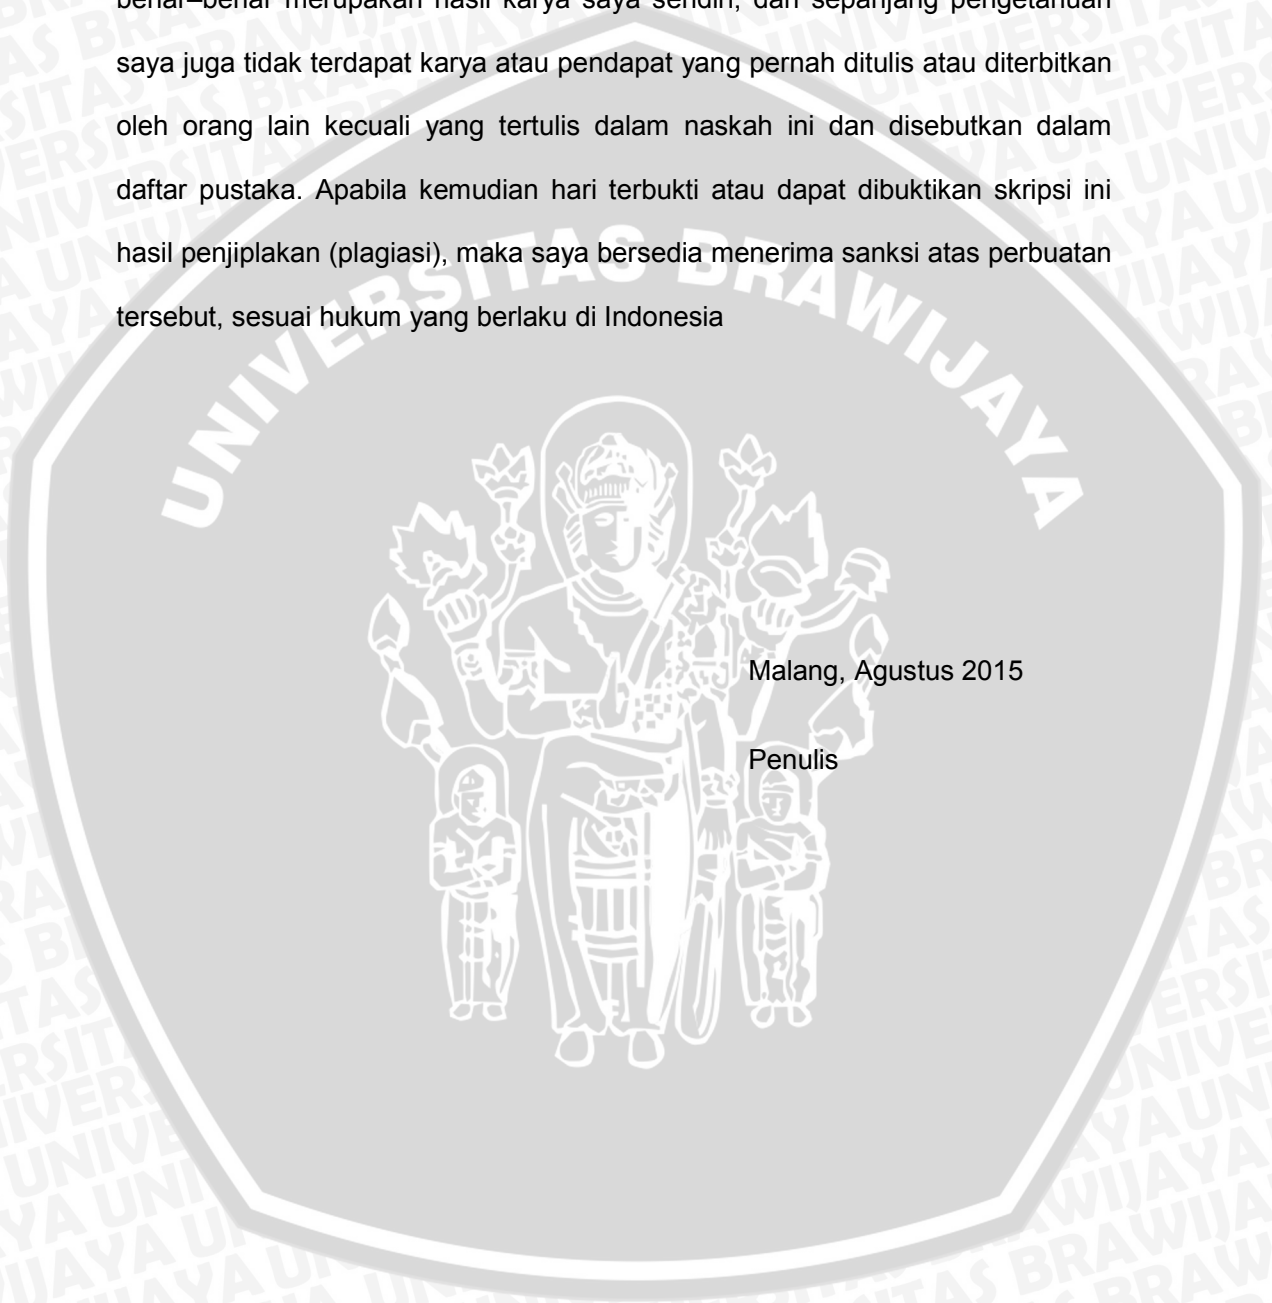 benar–benar merupakan hasil karya saya sendiri, dan sepanjang pengetahuan
saya juga tidak terdapat karya atau pendapat yang pernah ditulis atau diterbitkan
oleh orang lain kecuali yang tertulis dalam naskah ini dan disebutkan dalam
daftar pustaka. Apabila kemudian hari terbukti atau dapat dibuktikan skripsi ini
hasil penjiplakan (plagiasi), maka saya bersedia menerima sanksi atas perbuatan
tersebut, sesuai hukum yang berlaku di Indonesia
UNIVERSITAS BRAWIJAYA
Malang, Agustus 2015
Penulis